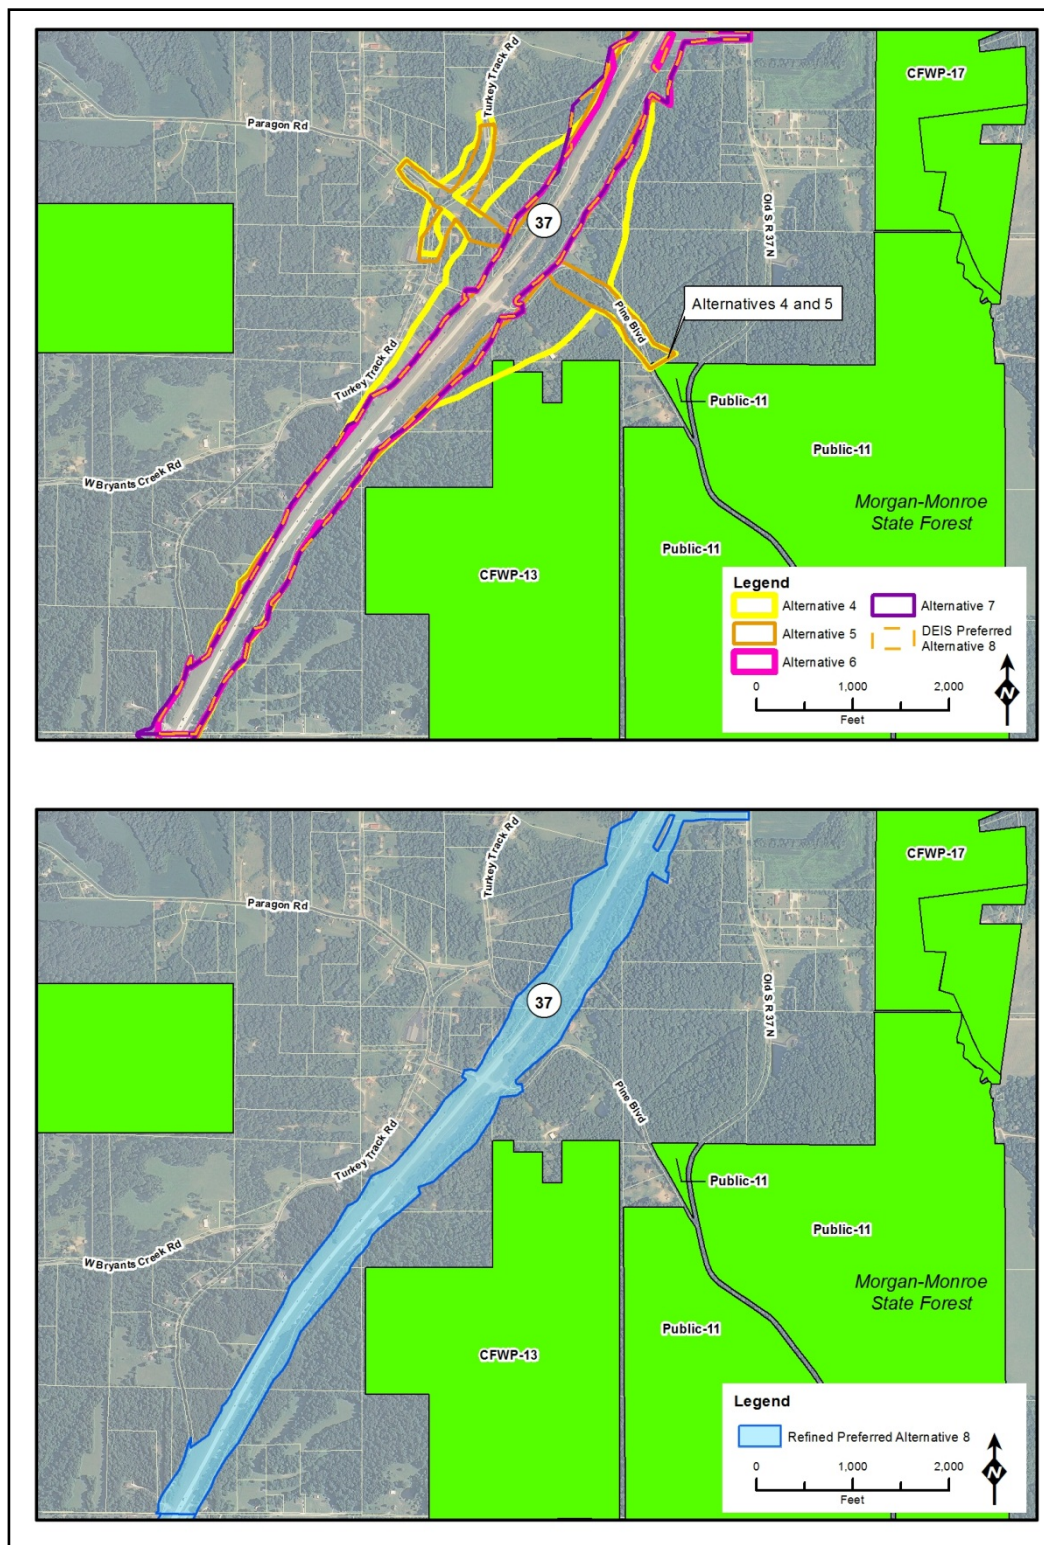 CFWP-17
Turkey Track Rd
Paragon Rd
Old S R 37 N
37
Alternatives 4 and 5
Pine Blvd
Turkey Track Rd
Public-11
Public-11
W Bryants Creek Rd
Morgan-Monroe
State Forest
Public-11
CFWP-13
Legend
Alternative 4
Alternative 5
Alternative 6
Alternative 7
DEIS Preferred
Alternative 8
0 1,000 2,000
Feet
N
CFWP-17
Turkey Track Rd
Paragon Rd
Old S R 37 N
37
Pine Blvd
Turkey Track Rd
Public-11
Public-11
W Bryants Creek Rd
Morgan-Monroe
State Forest
Public-11
CFWP-13
Legend
Refined Preferred Alternative 8
0 1,000 2,000
Feet
N